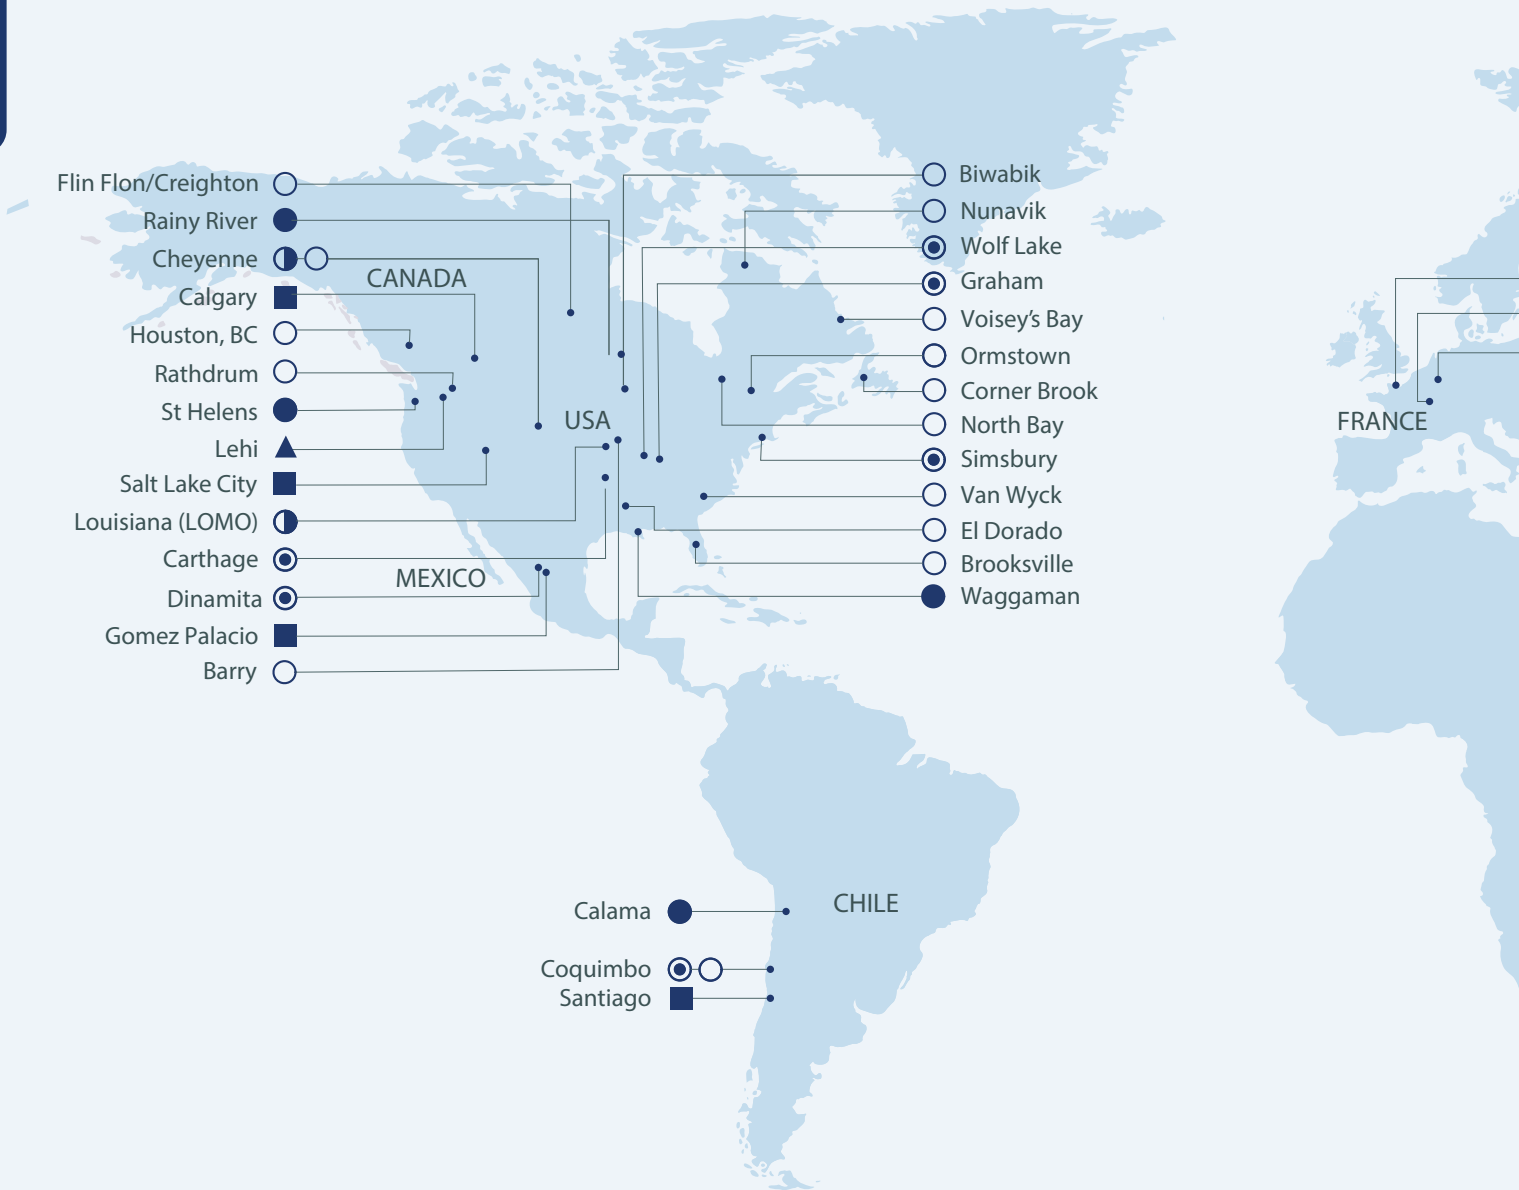 Flin Flon/Creighton
Rainy River
Cheyenne
CANADA
Calgary
Houston, BC
Rathdrum
St Helens
Lehi
Salt Lake City
Louisiana (LOMO)
Carthage
MEXICO
Dinamita
Gomez Palacio
Barry
USA
Biwabik
Nunavik
Wolf Lake
Graham
Voisey’s Bay
Ormstown
Corner Brook
North Bay
Simsbury
Van Wyck
El Dorado
Brooksville
Waggaman
FRANCE
Calama
CHILE
Coquimbo
Santiago